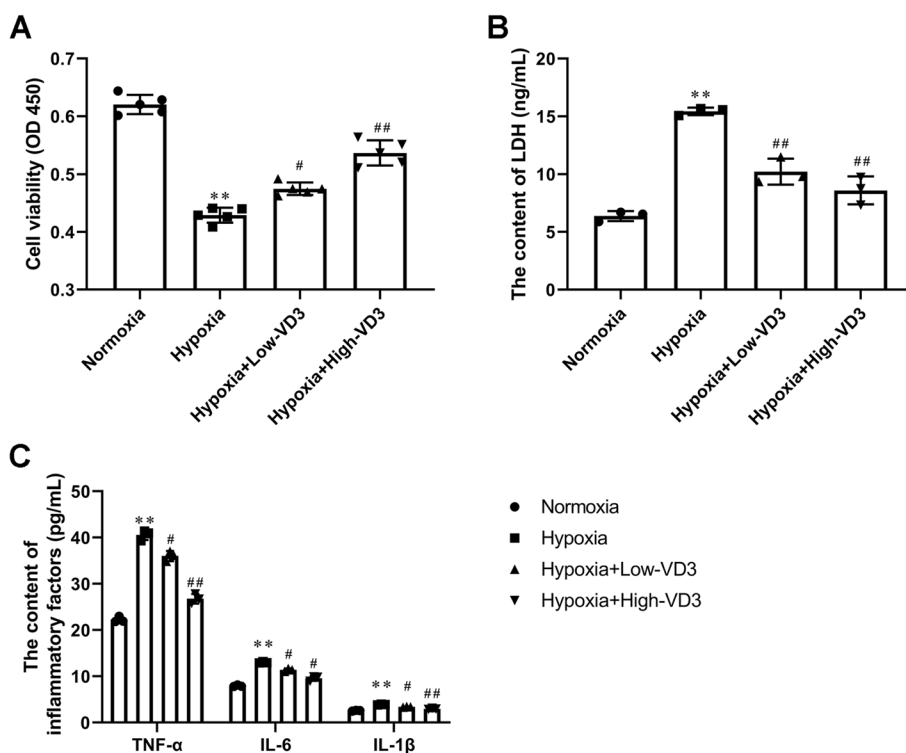 A
Cell viability (OD 450)
0.7
0.6
0.5
0.4
0.3
**
#
##
Normoxia
Hypoxia
Hypoxia+Low-VD3
Hypoxia+High-VD3
B
The content of LDH (ng/mL)
20
15
10
5
0
**
##
##
Normoxia
Hypoxia
Hypoxia+Low-VD3
Hypoxia+High-VD3
C
The content of
inflammatory factors (pg/mL)
50
40
30
20
10
0
**
#
##
**
#
#
**
#
##
TNF-α
IL-6
IL-1β
Normoxia
Hypoxia
Hypoxia+Low-VD3
Hypoxia+High-VD3